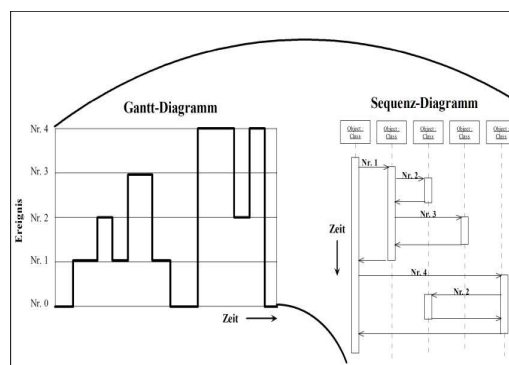 Gantt-Diagramm
Nr. 4
Nr. 3
Nr. 2
Nr. 1
Nr. 0
Ereignis
Zeit
Sequenz-Diagramm
Object :
Class
Object :
Class
Object :
Class
Object :
Class
Object :
Class
Nr. 1
Nr. 2
Nr. 3
Zeit
Nr. 4
Nr. 2